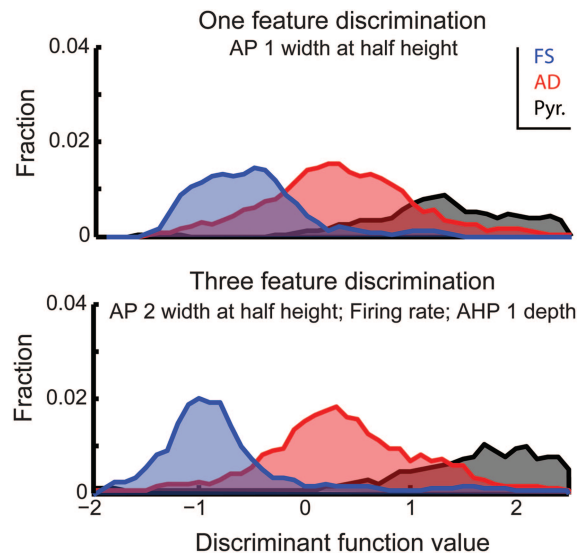 One feature discrimination
AP 1 width at half height
0.04
0.02
0
Fraction
FS
AD
Pyr.
Three feature discrimination
AP 2 width at half height; Firing rate; AHP 1 depth
0.04
0.02
0
Fraction
−2 −1 0 1 2
Discriminant function value